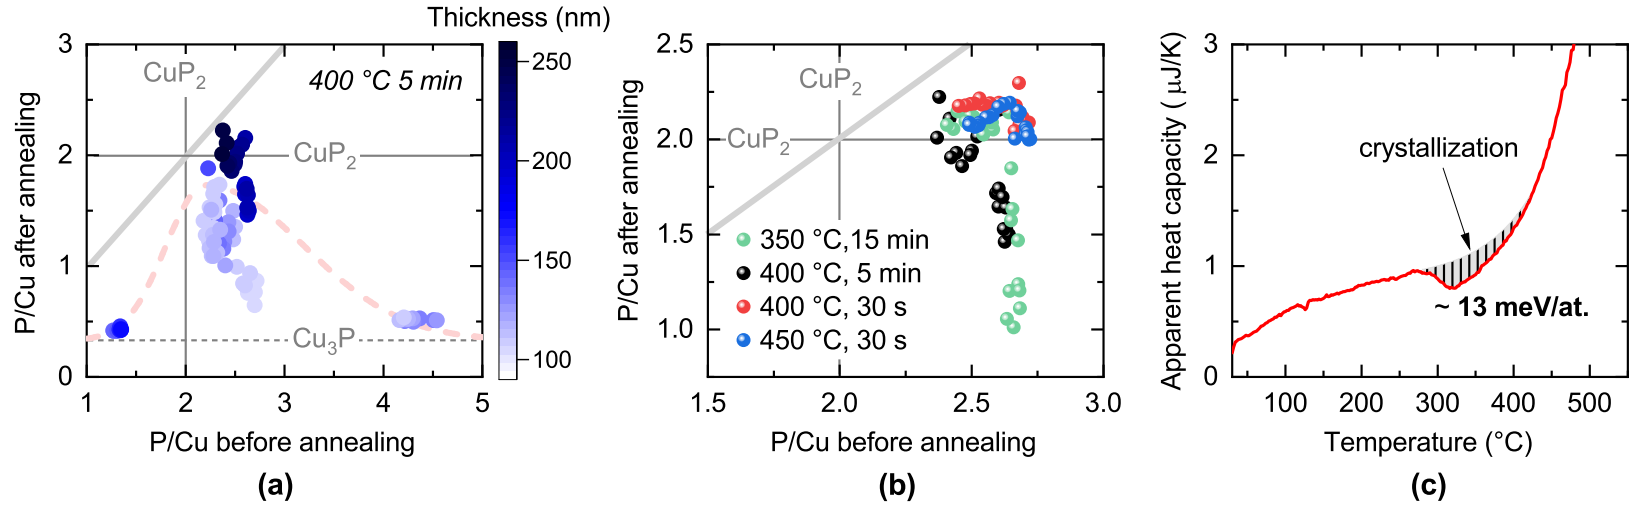 Thickness (nm)
P/Cu after annealing
3
2
1
0
CuP2
400 °C 5 min
CuP2
Cu3P
1 2 3 4 5
P/Cu before annealing
250
200
150
100
(a)
P/Cu after annealing
2.5
2.0
1.5
1.0
CuP2
CuP2
350 °C, 15 min
400 °C, 5 min
400 °C, 30 s
450 °C, 30 s
1.5 2.0 2.5 3.0
P/Cu before annealing
(b)
Apparent heat capacity ( μJ/K)
3
2
1
0
crystallization
~ 13 meV/at.
100 200 300 400 500
Temperature (°C)
(c)